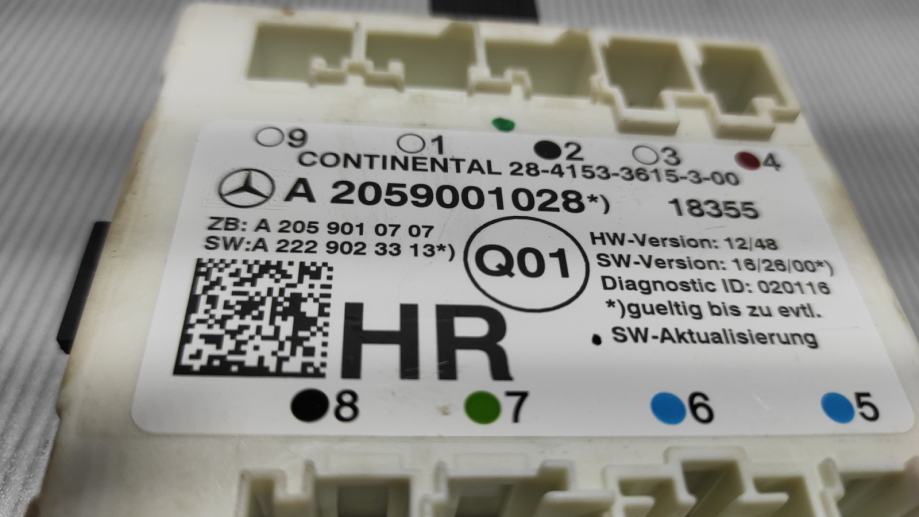 9 1 2 3 4
CONTINENTAL 28-4153-3615-3-00
A 2059001028*) 18355
ZB: A 205 901 07 07
SW:A 222 902 33 13*)
Q01
HW-Version: 12/48
SW-Version: 16/26/00*)
Diagnostic ID: 020116
*)gueltig bis zu evtl.
SW-Aktualisierung
HR
8 7 6 5